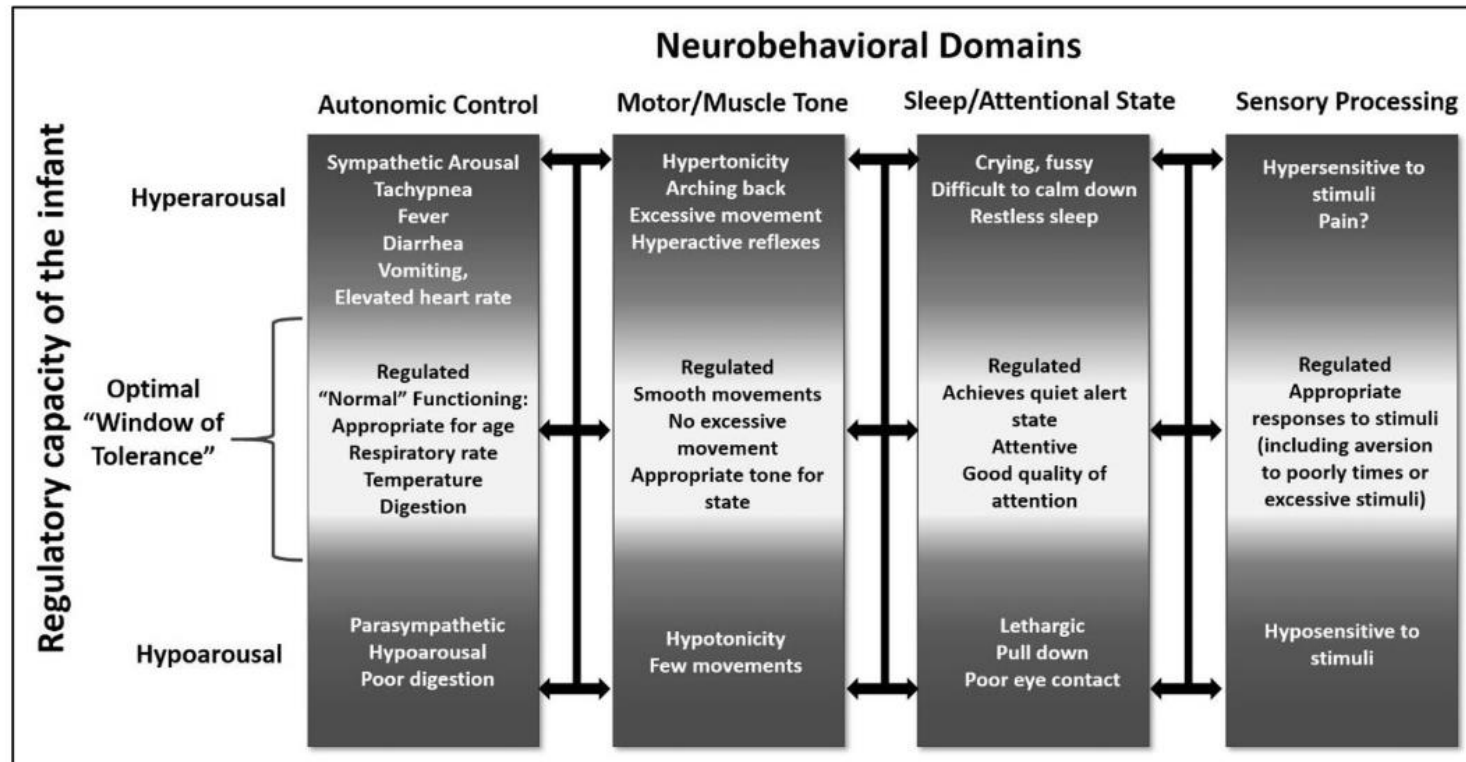 Neurobehavioral Domains
Regulatory capacity of the infant
Autonomic Control
Motor/Muscle Tone
Sleep/Attentional State
Sensory Processing
Hyperarousal
Sympathetic Arousal
Tachypnea
Fever
Diarrhea
Vomiting,
Elevated heart rate
Hypertonicity
Arching back
Excessive movement
Hyperactive reflexes
Crying, fussy
Difficult to calm down
Restless sleep
Hypersensitive to
stimuli
Pain?
Optimal
“Window of
Tolerance”
Regulated
“Normal” Functioning:
Appropriate for age
Respiratory rate
Temperature
Digestion
Regulated
Smooth movements
No excessive
movement
Appropriate tone for
state
Regulated
Achieves quiet alert
state
Attentive
Good quality of
attention
Regulated
Appropriate
responses to stimuli
(including aversion
to poorly times or
excessive stimuli)
Hypoarousal
Parasympathetic
Hypoarousal
Poor digestion
Hypotonicity
Few movements
Lethargic
Pull down
Poor eye contact
Hyposensitive to
stimuli